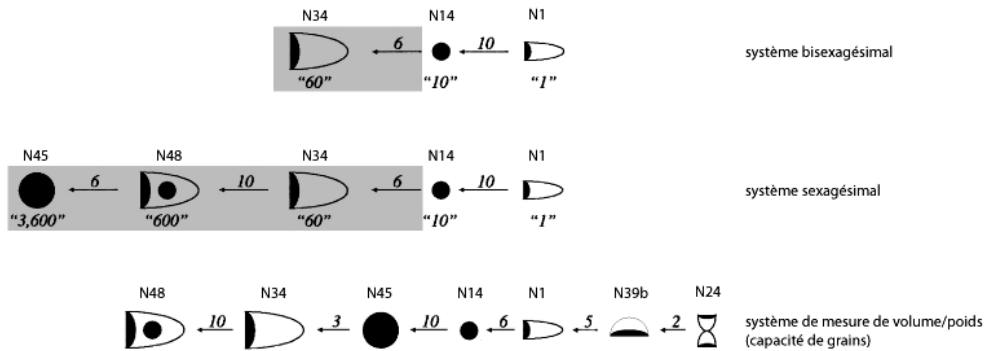 N34 N14 N1
6 10 système bisexagésimal
“60” “10” “1”
N45 N48 N34 N14 N1
6 10 6 10 système sexagésimal
“3,600” “600” “60” “10” “1”
N48 N34 N45 N14 N1 N39b N24
10 3 10 6 5 2 système de mesure de volume/poids
(capacité de grains)